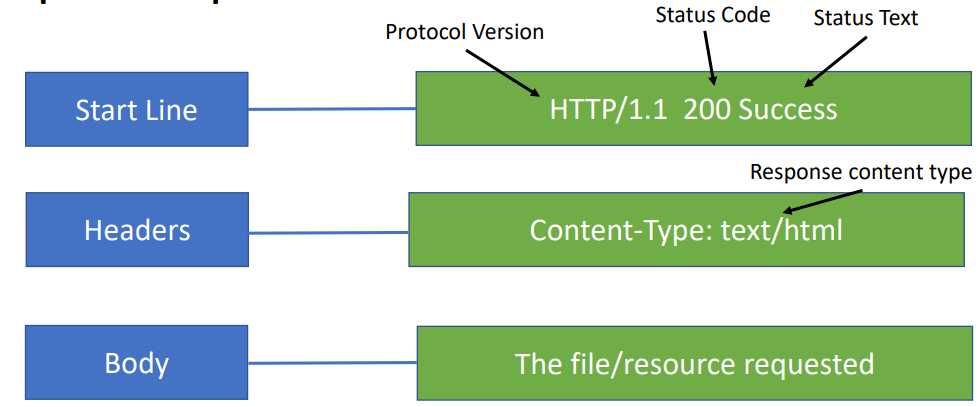 Protocol Version
Status Code
Status Text
Start Line
HTTP/1.1 200 Success
Response content type
Headers
Content-Type: text/html
Body
The file/resource requested